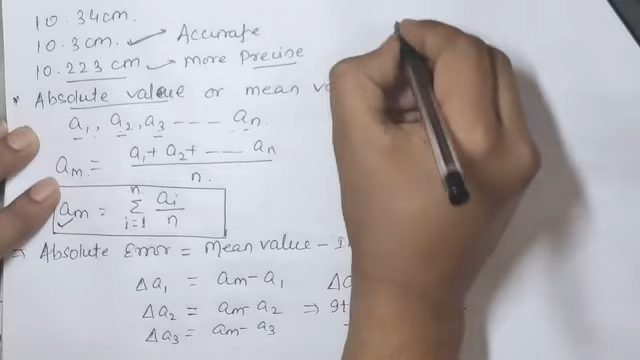 10.34cm.
10.3cm. → Accurate
10.223 cm → more Precise
* Absolute value or mean
a₁, a₂, a₃ ---- aₙ
aₘ = a₁+a₂+ --- aₙ / n.
aₘ = Σⁿᵢ₌₁ aᵢ/n
⇒ Absolute Error = Mean value -
Δa₁ = aₘ-a₁
Δa₂ = aₘ-a₂ ⇒ 9t
Δa₃ = aₘ-a₃